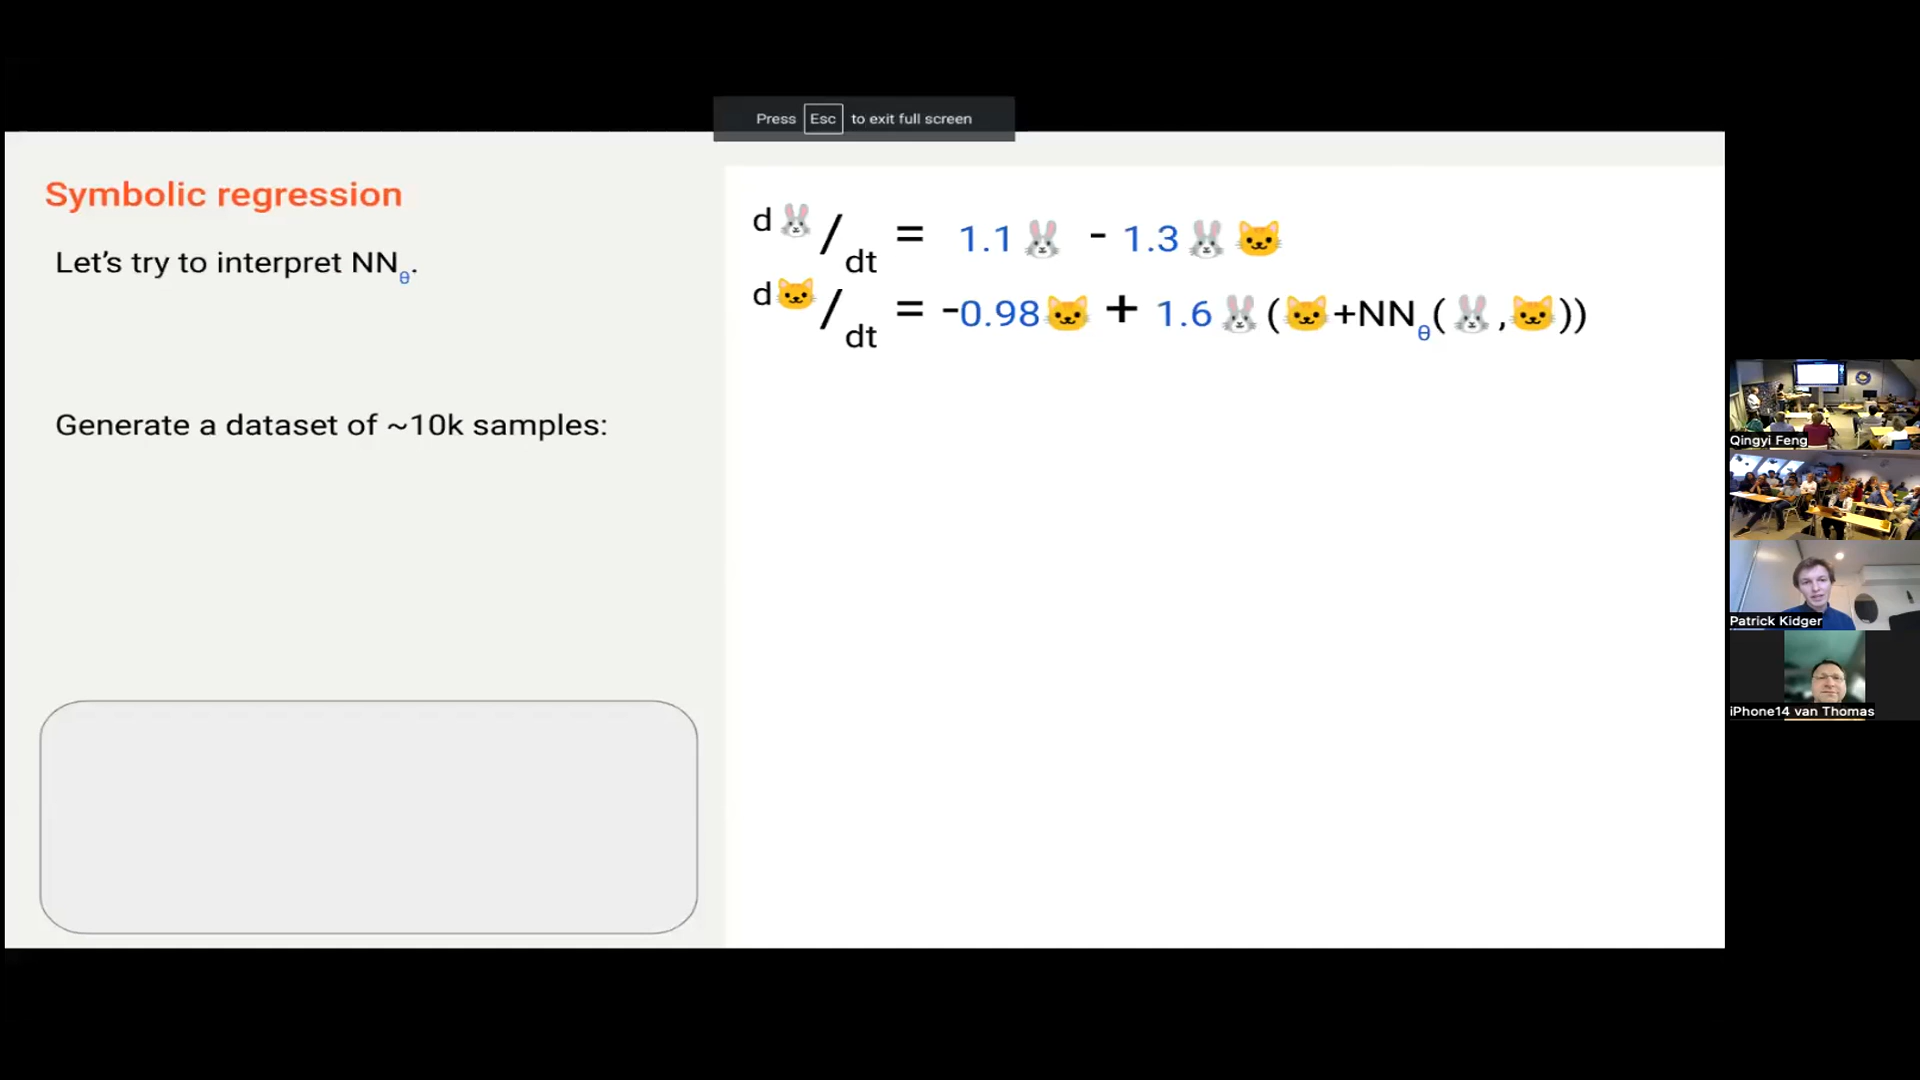 Press Esc to exit full screen
Symbolic regression
Let's try to interpret NNθ.
Generate a dataset of ~10k samples:
d🐰/dt = 1.1🐰 - 1.3🐰🐱
d🐱/dt = -0.98🐱 + 1.6🐰(🐱+NNθ(🐰,🐱))
Qingyi Feng
Patrick Kidger
iPhone14 van Thomas